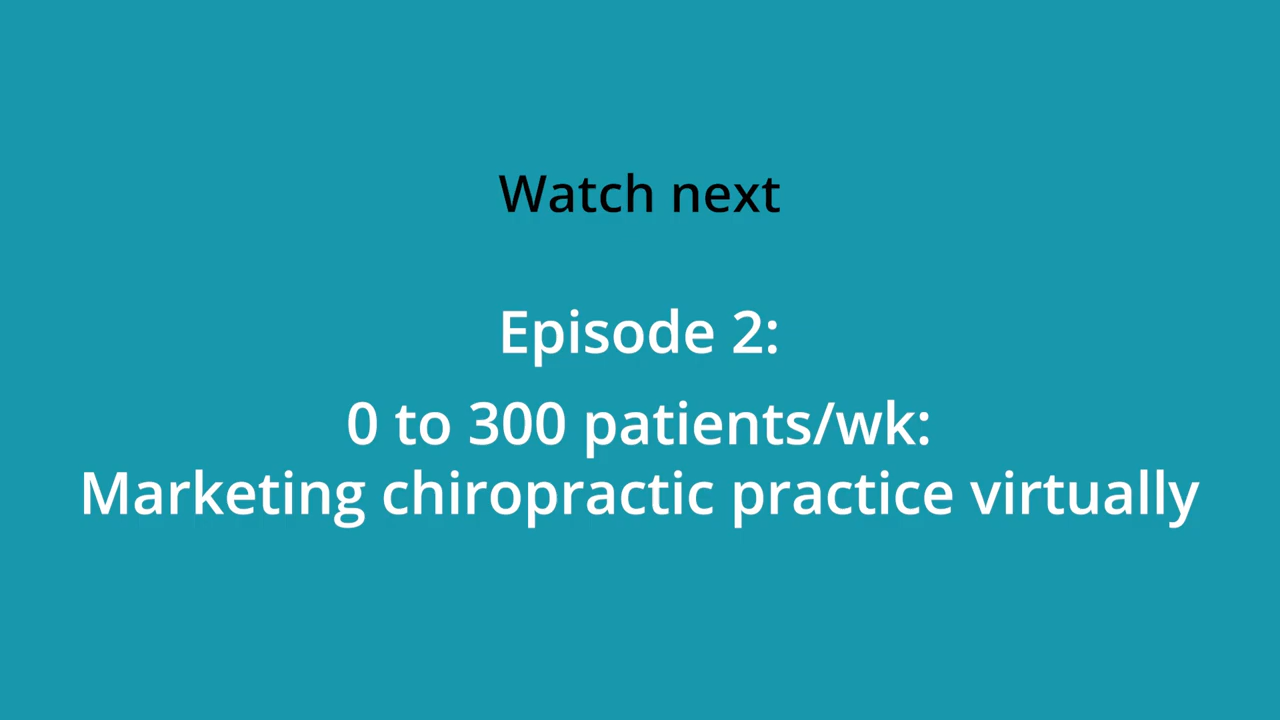 Watch next
Episode 2:
0 to 300 patients/wk:
Marketing chiropractic practice virtually